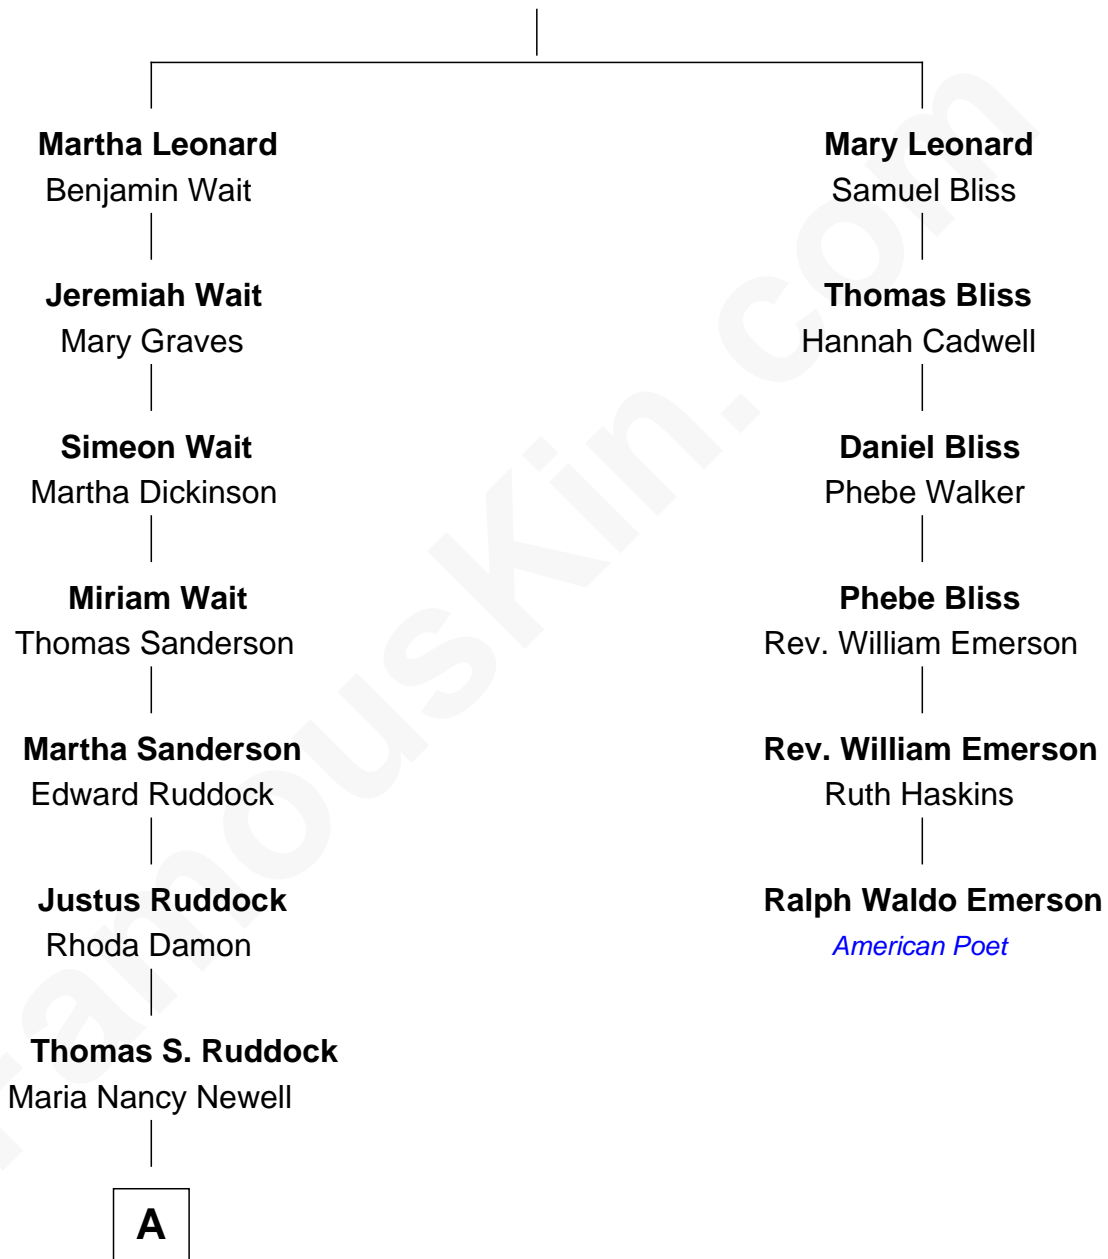 Martha Leonard
Benjamin Wait
Jeremiah Wait
Mary Graves
Simeon Wait
Martha Dickinson
Miriam Wait
Thomas Sanderson
Martha Sanderson
Edward Ruddock
Justus Ruddock
Rhoda Damon
Thomas S. Ruddock
Maria Nancy Newell
A
Mary Leonard
Samuel Bliss
Thomas Bliss
Hannah Cadwell
Daniel Bliss
Phebe Walker
Phebe Bliss
Rev. William Emerson
Rev. William Emerson
Ruth Haskins
Ralph Waldo Emerson
American Poet
FamousKin.com